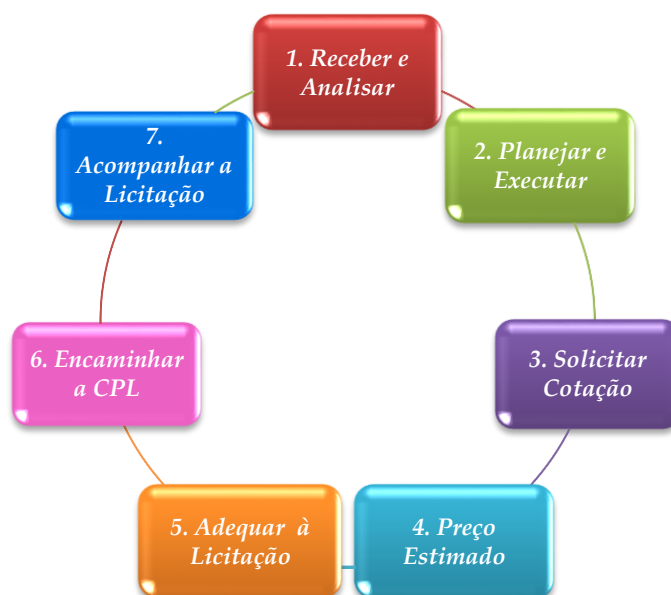 1. Receber e
Analisar
2. Planejar e
Executar
3. Solicitar
Cotação
4. Preço
Estimado
5. Adequar à
Licitação
6. Encaminhar
a CPL
7.
Acompanhar a
Licitação